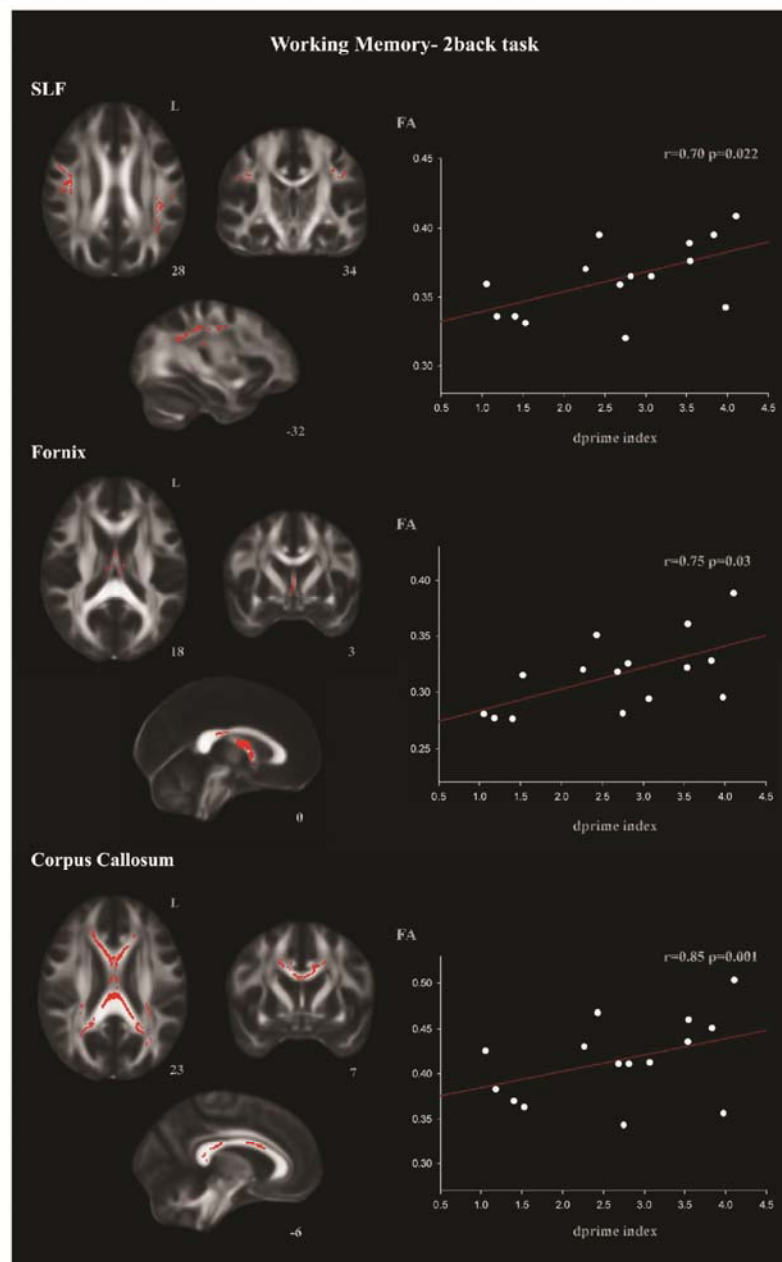 Working Memory- 2back task
SLF
L
28
34
-32
FA
r=0.70 p=0.022
0.45
0.40
0.35
0.30
0.5 1.0 1.5 2.0 2.5 3.0 3.5 4.0 4.5
dprime index
Fornix
L
18
3
0
FA
r=0.75 p=0.03
0.40
0.35
0.30
0.25
0.5 1.0 1.5 2.0 2.5 3.0 3.5 4.0 4.5
dprime index
Corpus Callosum
L
23
7
-6
FA
r=0.85 p=0.001
0.50
0.45
0.40
0.35
0.30
0.5 1.0 1.5 2.0 2.5 3.0 3.5 4.0 4.5
dprime index